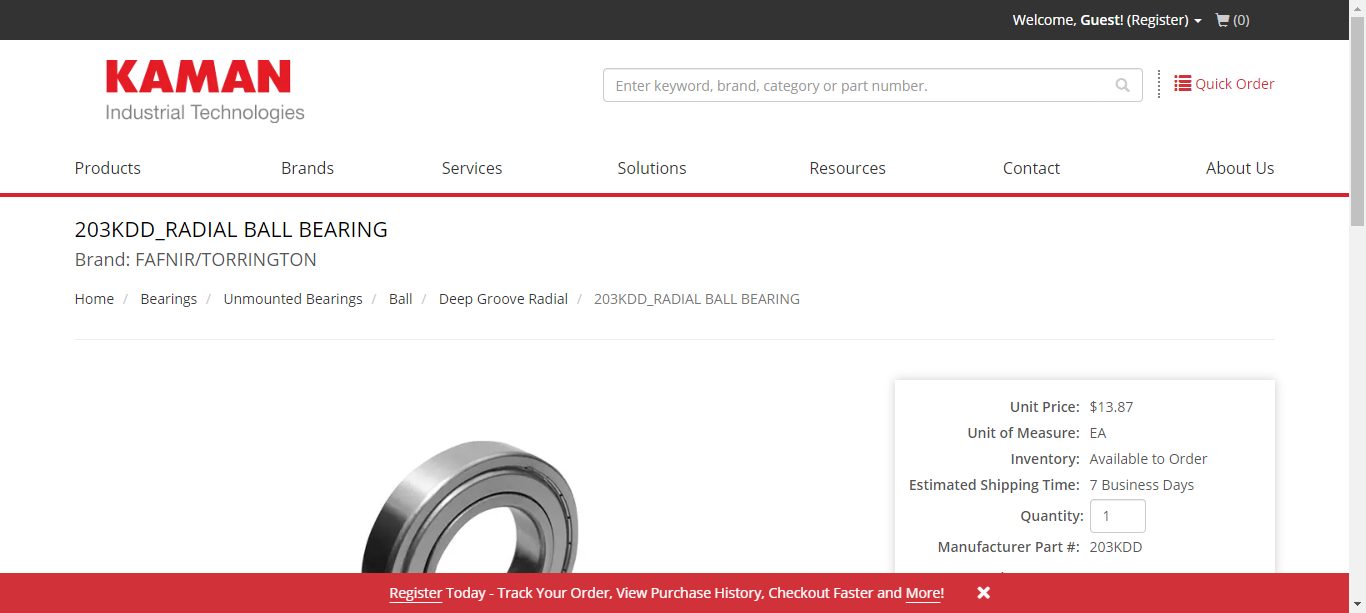 Welcome, Guest! (Register) (0)
KAMAN
Industrial Technologies
Enter keyword, brand, category or part number.
Quick Order
Products Brands Services Solutions Resources Contact About Us
203KDD_RADIAL BALL BEARING
Brand: FAFNIR/TORRINGTON
Home / Bearings / Unmounted Bearings / Ball / Deep Groove Radial / 203KDD_RADIAL BALL BEARING
Unit Price: $13.87
Unit of Measure: EA
Inventory: Available to Order
Estimated Shipping Time: 7 Business Days
Quantity: 1
Manufacturer Part #: 203KDD
Register Today - Track Your Order, View Purchase History, Checkout Faster and More!